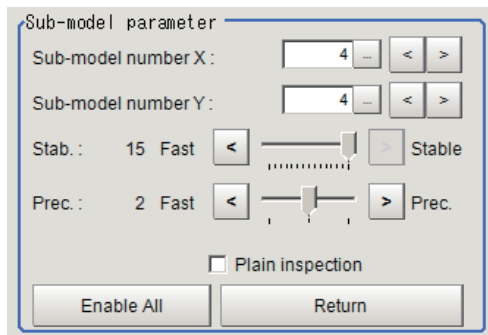 Sub-model parameter
Sub-model number X : 4 ... < >
Sub-model number Y : 4 ... < >
Stab. : 15 Fast < > Stable
Prec. : 2 Fast < > Prec.
Plain inspection
Enable All Return